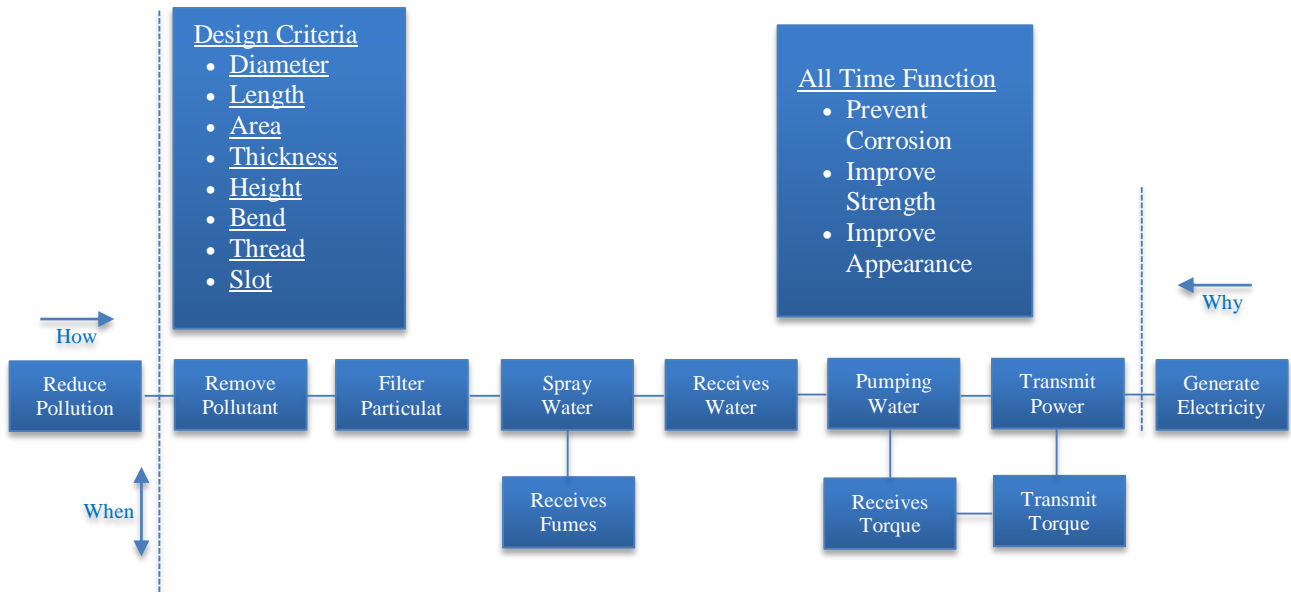 Design Criteria
• Diameter
• Length
• Area
• Thickness
• Height
• Bend
• Thread
• Slot
All Time Function
• Prevent
Corrosion
• Improve
Strength
• Improve
Appearance
How
Why
Reduce
Pollution
Remove
Pollutant
Filter
Particulat
Spray
Water
Receives
Water
Pumping
Water
Transmit
Power
Generate
Electricity
When
Receives
Fumes
Receives
Torque
Transmit
Torque